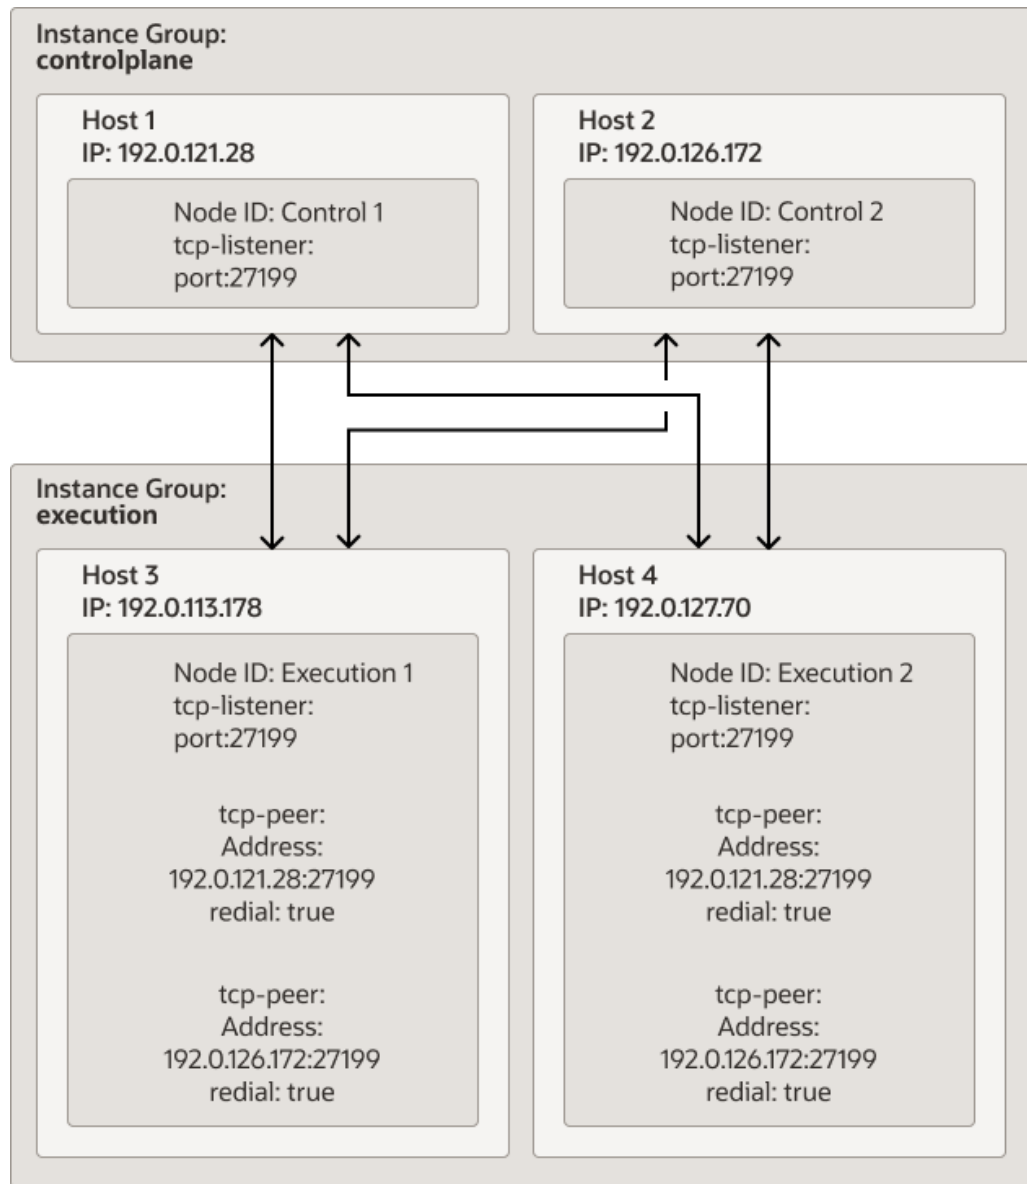 Instance Group:
controlplane
Host 1
IP: 192.0.121.28
Node ID: Control 1
tcp-listener:
port:27199
Host 2
IP: 192.0.126.172
Node ID: Control 2
tcp-listener:
port:27199
Instance Group:
execution
Host 3
IP: 192.0.113.178
Node ID: Execution 1
tcp-listener:
port:27199
tcp-peer:
Address:
192.0.121.28:27199
redial: true
tcp-peer:
Address:
192.0.126.172:27199
redial: true
Host 4
IP: 192.0.127.70
Node ID: Execution 2
tcp-listener:
port:27199
tcp-peer:
Address:
192.0.121.28:27199
redial: true
tcp-peer:
Address:
192.0.126.172:27199
redial: true